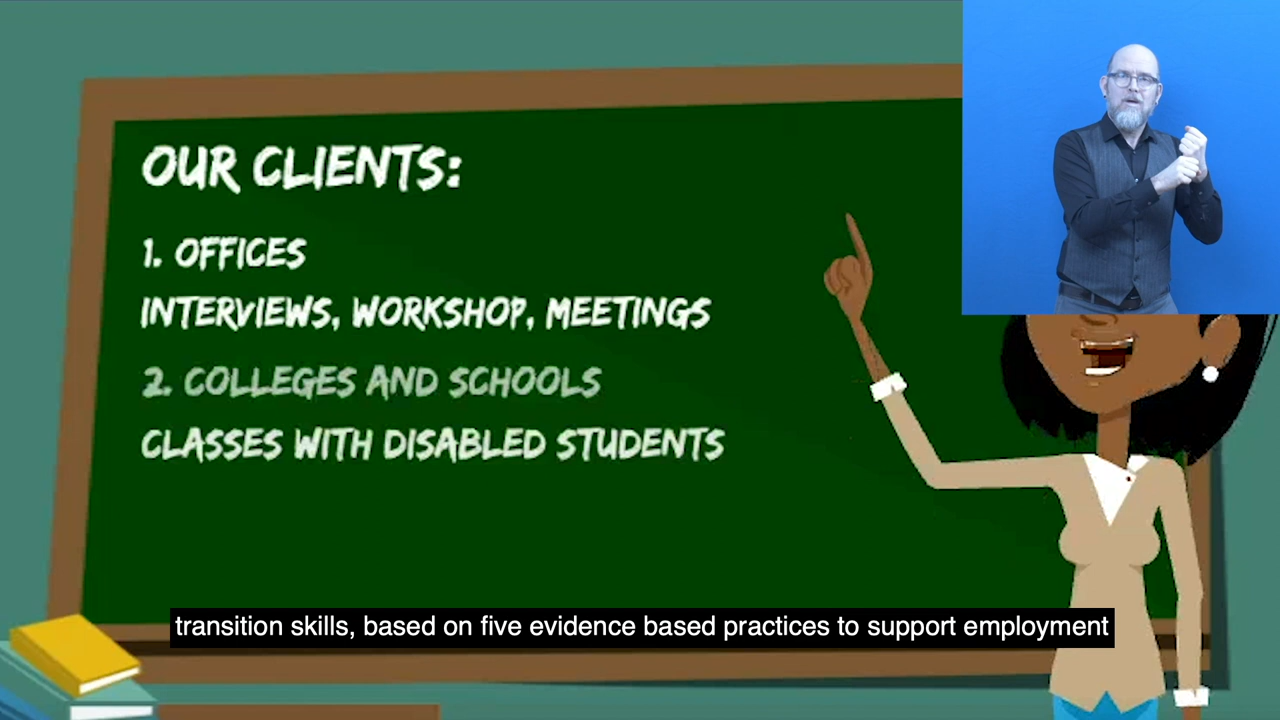 OUR CLIENTS:
1. OFFICES
INTERVIEWS, WORKSHOP, MEETINGS
2. COLLEGES AND SCHOOLS
CLASSES WITH DISABLED STUDENTS
transition skills, based on five evidence based practices to support employment